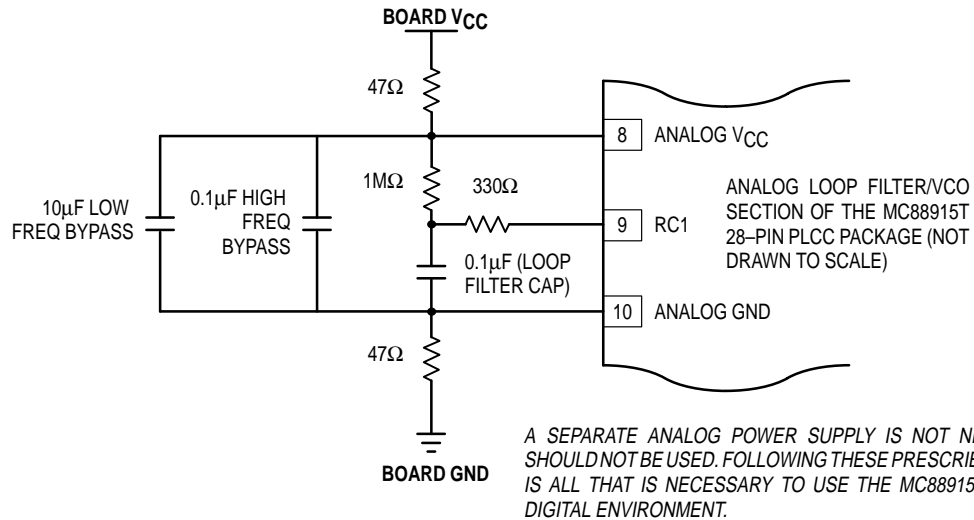 BOARD VCC
47Ω
8 ANALOG VCC
1MΩ
330Ω
10µF LOW
FREQ BYPASS
0.1µF HIGH
FREQ
BYPASS
9 RC1
ANALOG LOOP FILTER/VCO
SECTION OF THE MC88915T
28–PIN PLCC PACKAGE (NOT
DRAWN TO SCALE)
0.1µF (LOOP
FILTER CAP)
10 ANALOG GND
47Ω
BOARD GND
A SEPARATE ANALOG POWER SUPPLY IS NOT
SHOULD NOT BE USED. FOLLOWING THESE
IS ALL THAT IS NECESSARY TO USE THE MC88915
DIGITAL ENVIRONMENT.